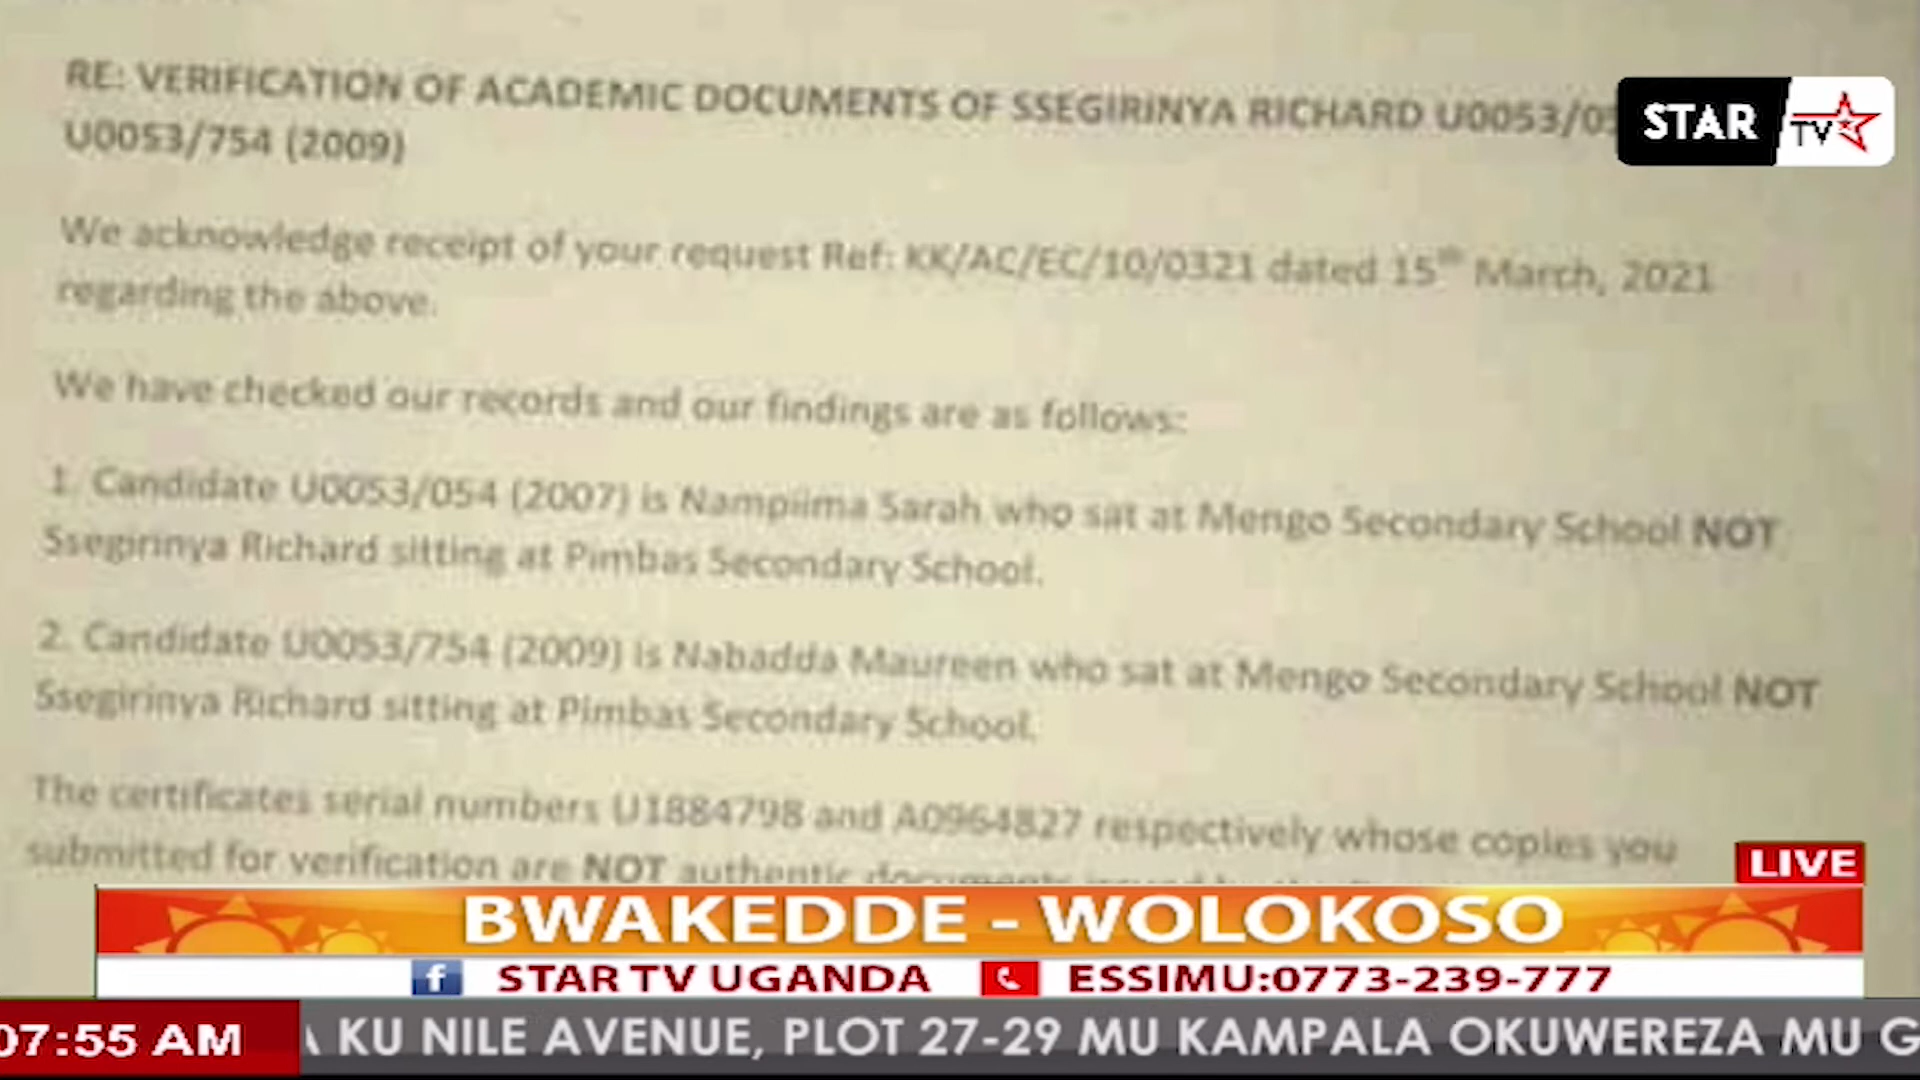 RE: VERIFICATION OF ACADEMIC DOCUMENTS OF SSEGIRINYA RICHARD U0053/05
U0053/754 (2009)
STAR TV
We acknowledge receipt of your request Ref: KK/AC/EC/10/0321 dated 15th March, 2021
regarding the above.
We have checked our records and our findings are as follows:
1. Candidate U0053/054 (2007) is Nampiima Sarah who sat at Mengo Secondary School NOT
Ssegirinya Richard sitting at Pimbas Secondary School.
2. Candidate U0053/754 (2009) is Nabadda Maureen who sat at Mengo Secondary School NOT
Ssegirinya Richard sitting at Pimbas Secondary School.
The certificates serial numbers U1884798 and A0964827 respectively whose copies you
submitted for verification are NOT authentic documents
LIVE
BWAKEDDE - WOLOKOSO
f STAR TV UGANDA ESSIMU:0773-239-777
07:55 AM A KU NILE AVENUE, PLOT 27-29 MU KAMPALA OKUWEREZA MU G